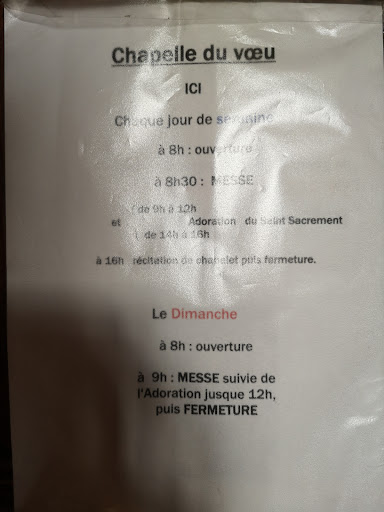 Chapelle du vœu
ICI
Chaque jour de semaine
à 8h : ouverture
à 8h30 : MESSE
( de 9h à 12h
et Adoration du Saint Sacrement
( de 14h à 16h
à 16h récitation de chapelet puis fermeture.
Le Dimanche
à 8h : ouverture
à 9h : MESSE suivie de
l'Adoration jusque 12h,
puis FERMETURE